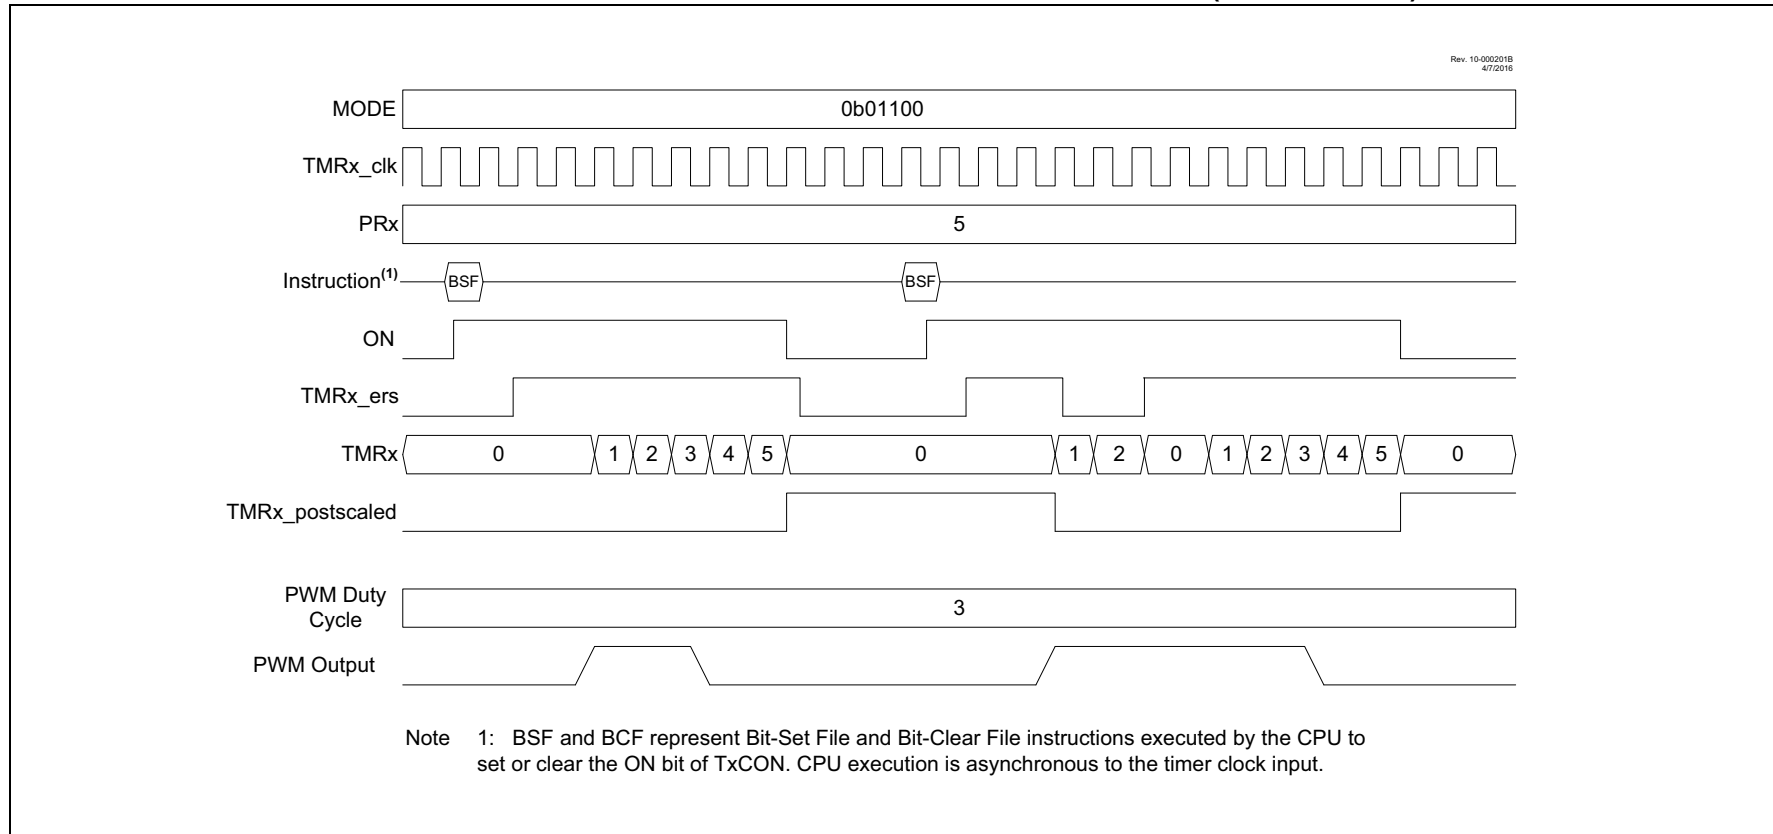 Rev. 10-000201B
4/7/2016
MODE 0b01100
TMRx_clk
PRx 5
Instruction(1) BSF BSF
ON
TMRx_ers
TMRx 0 1 2 3 4 5 0 1 2 0 1 2 3 4 5 0
TMRx_postscaled
PWM Duty
Cycle 3
PWM Output
Note 1: BSF and BCF represent Bit-Set File and Bit-Clear File instructions executed by the CPU to
set or clear the ON bit of TxCON. CPU execution is asynchronous to the timer clock input.